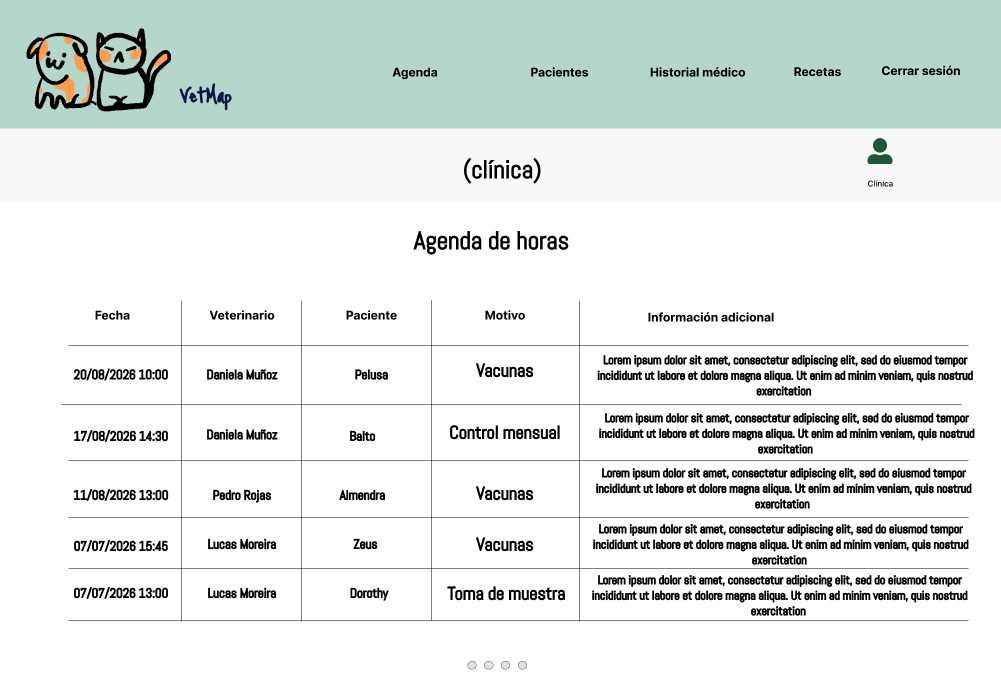 VetMap
Agenda Pacientes Historial médico Recetas Cerrar sesión
(clínica)
Clínica
Agenda de horas
Fecha Veterinario Paciente Motivo Información adicional
20/08/2026 10:00 Daniela Muñoz Pelusa Vacunas
Lorem ipsum dolor sit amet, consectetur adipiscing elit, sed do eiusmod tempor
incididunt ut labore et dolore magna aliqua. Ut enim ad minim veniam, quis nostrud
exercitation
17/08/2026 14:30 Daniela Muñoz Balto Control mensual
Lorem ipsum dolor sit amet, consectetur adipiscing elit, sed do eiusmod tempor
incididunt ut labore et dolore magna aliqua. Ut enim ad minim veniam, quis nostrud
exercitation
11/08/2026 13:00 Pedro Rojas Almendra Vacunas
Lorem ipsum dolor sit amet, consectetur adipiscing elit, sed do eiusmod tempor
incididunt ut labore et dolore magna aliqua. Ut enim ad minim veniam, quis nostrud
exercitation
07/07/2026 15:45 Lucas Moreira Zeus Vacunas
Lorem ipsum dolor sit amet, consectetur adipiscing elit, sed do eiusmod tempor
incididunt ut labore et dolore magna aliqua. Ut enim ad minim veniam, quis nostrud
exercitation
07/07/2026 13:00 Lucas Moreira Dorothy Toma de muestra
Lorem ipsum dolor sit amet, consectetur adipiscing elit, sed do eiusmod tempor
incididunt ut labore et dolore magna aliqua. Ut enim ad minim veniam, quis nostrud
exercitation